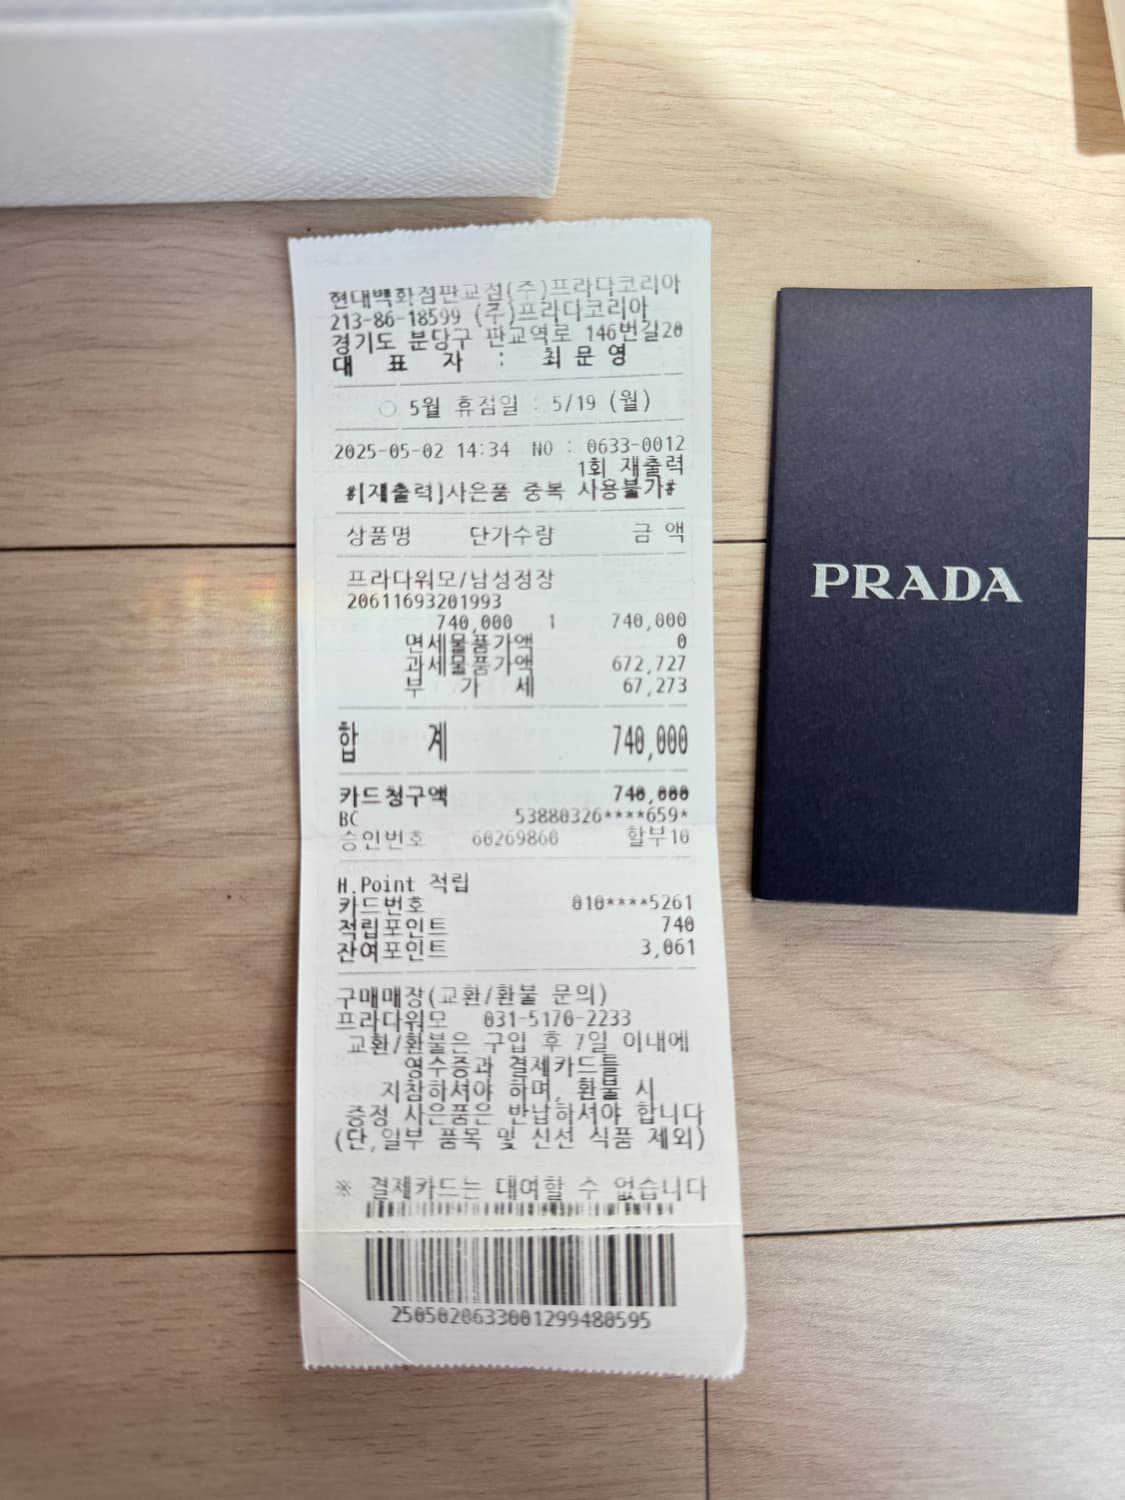 현대백화점판교점(주)프라다코리아
213-86-18599 (주)프라다코리아
경기도 분당구 판교역로 146번길20
대 표 자 : 최 문 영
○ 5월 휴점일 : 5/19 (월)
2025-05-02 14:34 NO : 0633-0012
1회 재출력
#[재출력]사은품 중복 사용불가#
상품명 단가수량 금 액
프라다워모/남성정장
20611693201993
740,000 1 740,000
면세물품가액 0
과세물품가액 672,727
부 가 세 67,273
합 계 740,000
카드청구액 740,000
BC 53880326****659*
승인번호 60269860 할부10
H.Point 적립
카드번호 010****5261
적립포인트 740
잔여포인트 3,061
구매매장(교환/환불 문의)
프라다워모 031-5170-2233
교환/환불은 구입 후 7일 이내에
영수증과 결제카드를
지참하셔야 하며, 환불 시
증정 사은품은 반납하셔야 합니다
(단,일부 품목 및 신선 식품 제외)
※ 결제카드는 대여할 수 없습니다
2505020633001299480595
PRADA